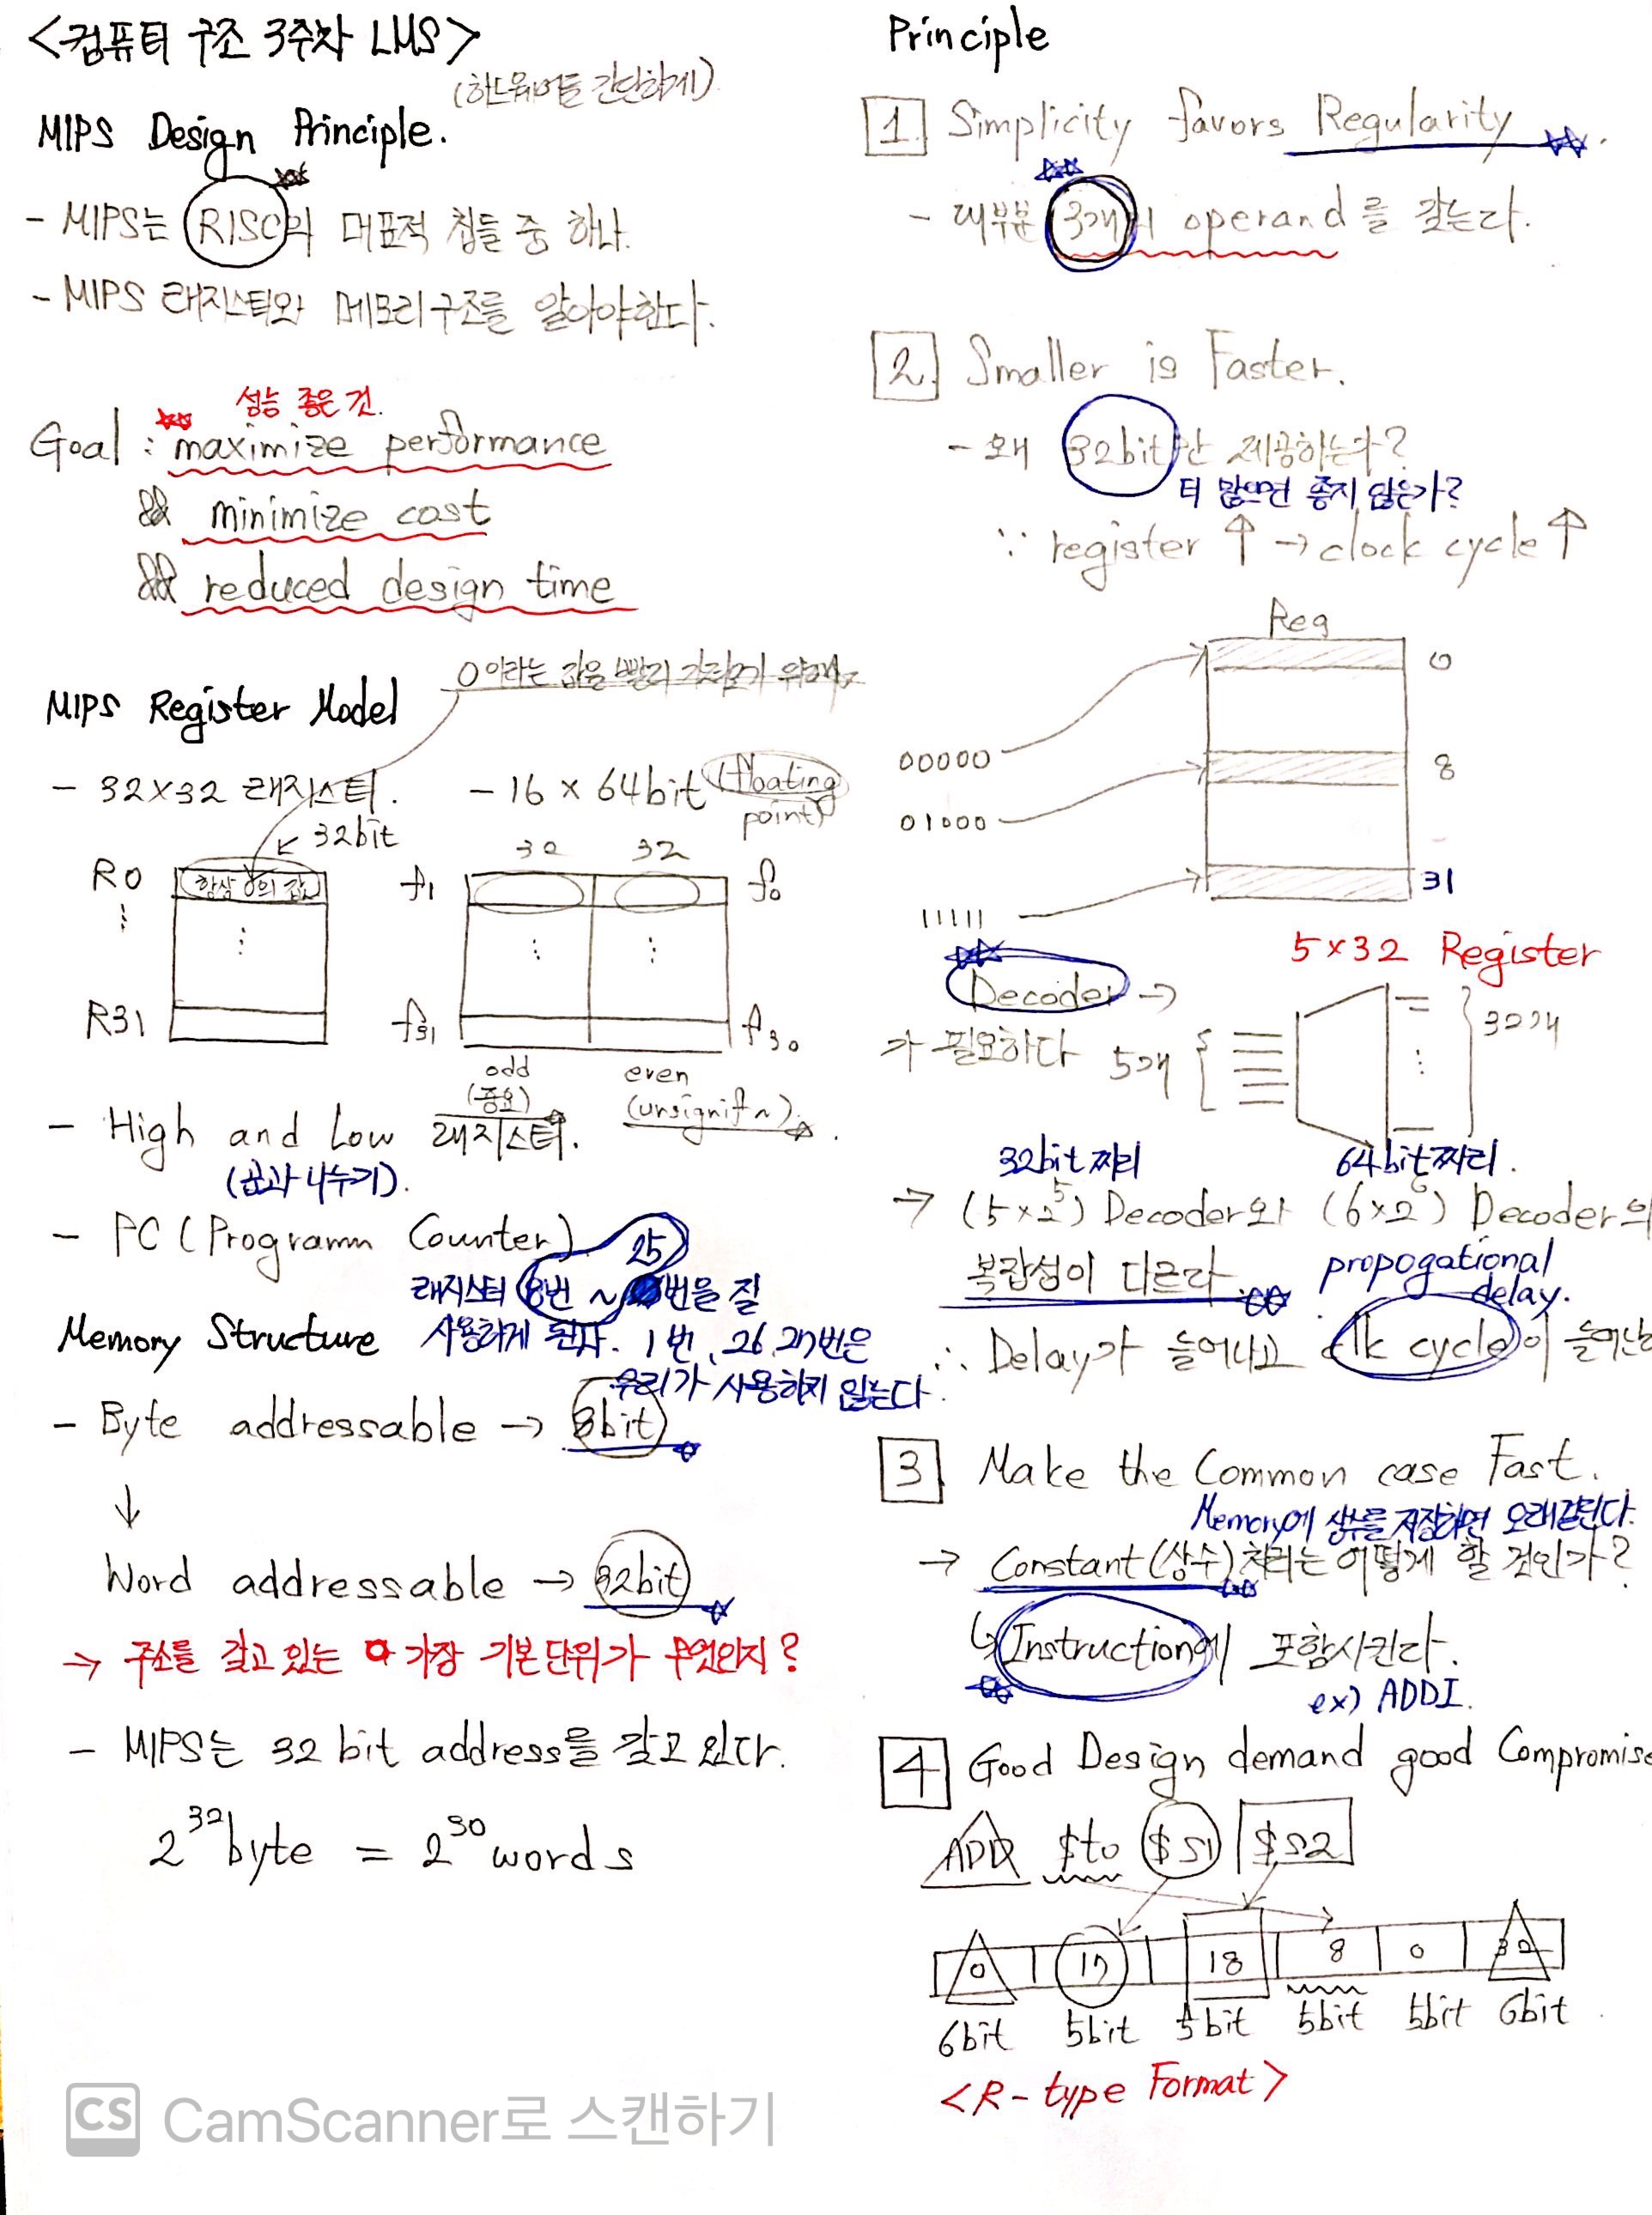 <컴퓨터 구조 3주차 LMS>
(하드웨어를 간단하게)
MIPS Design Principle.
- MIPS는 RISC의 대표적 칩들 중 하나.
- MIPS 레지스터와 메모리구조를 알아야한다.
성능 좋은 것.
Goal : maximize performance
&& minimize cost
&& reduced design time
0이라는 값을 빨리 가져오기 위해
MIPS Register Model
- 32×32 레지스터.
32bit
R0
항상 0의 값
R31
- 16 × 64bit (floating
point)
32 32
f1 f0
f31 f30
odd
(중요)
even
(unsignif~)
- High and Low 레지스터.
(곱과 나누기).
- PC (Programm Counter)
25
레지스터 8번 ~ 번을 질
사용하게 된다. 1번, 26, 27번은
우리가 사용하지 않는다.
Memory Structure
- Byte addressable → 8bit
↓
Word addressable → 32bit
→ 주소를 갖고 있는 가장 기본단위가 무엇인지?
- MIPS는 32 bit address를 갖고 있다.
2^32 byte = 2^30 words
Principle
1. Simplicity favors Regularity
- 대부분 3개의 operand를 갖는다.
2. Smaller is Faster.
- 왜 32bit만 제공하는가?
더 많으면 좋지 않은가?
∵ register ↑ → clock cycle ↑
Reg
0
00000
8
01000
31
11111
5×32 Register
Decoder →
가 필요하다
5개
32개
32bit 짜리
64bit 짜리.
→ (5×2^5) Decoder와 (6×2^6) Decoder의
복잡성이 다르다
propogational
delay.
∴ Delay가 늘어나고 clk cycle이 늘어난
3 Make the Common case Fast.
Memory에 상수를 저장하면 오래걸린다.
→ Constant(상수) 처리는 어떻게 할 것인가?
↳ Instruction에 포함시킨다.
ex) ADDI.
4 Good Design demand good Compromise
ADD $t0 $s1 $s2
0 17 18 8 0 32
6bit 5bit 5bit 5bit 5bit 6bit
<R-type Format>
CS CamScanner로 스캔하기